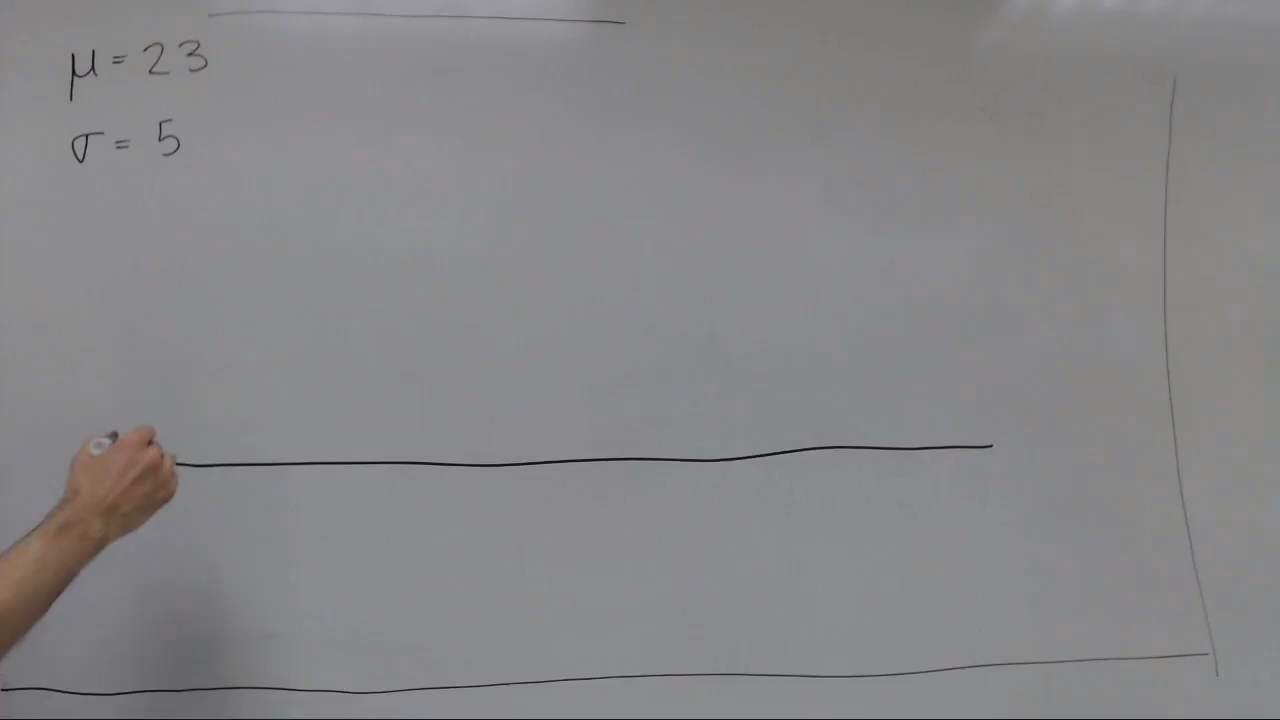 μ = 23
σ = 5